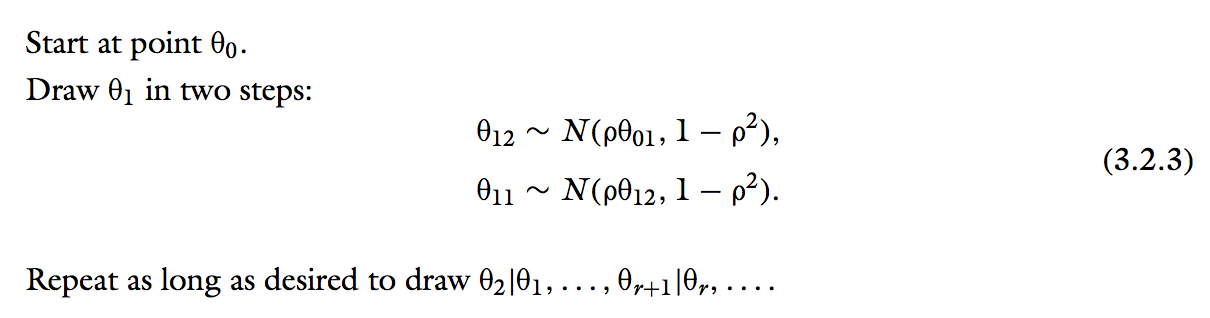 Start at point θ₀.
Draw θ₁ in two steps:
θ₁₂ ∼ N(ρθ₀₁, 1 − ρ²),
(3.2.3)
θ₁₁ ∼ N(ρθ₁₂, 1 − ρ²).
Repeat as long as desired to draw θ₂|θ₁, . . . , θᵣ₊₁|θᵣ, . . . .